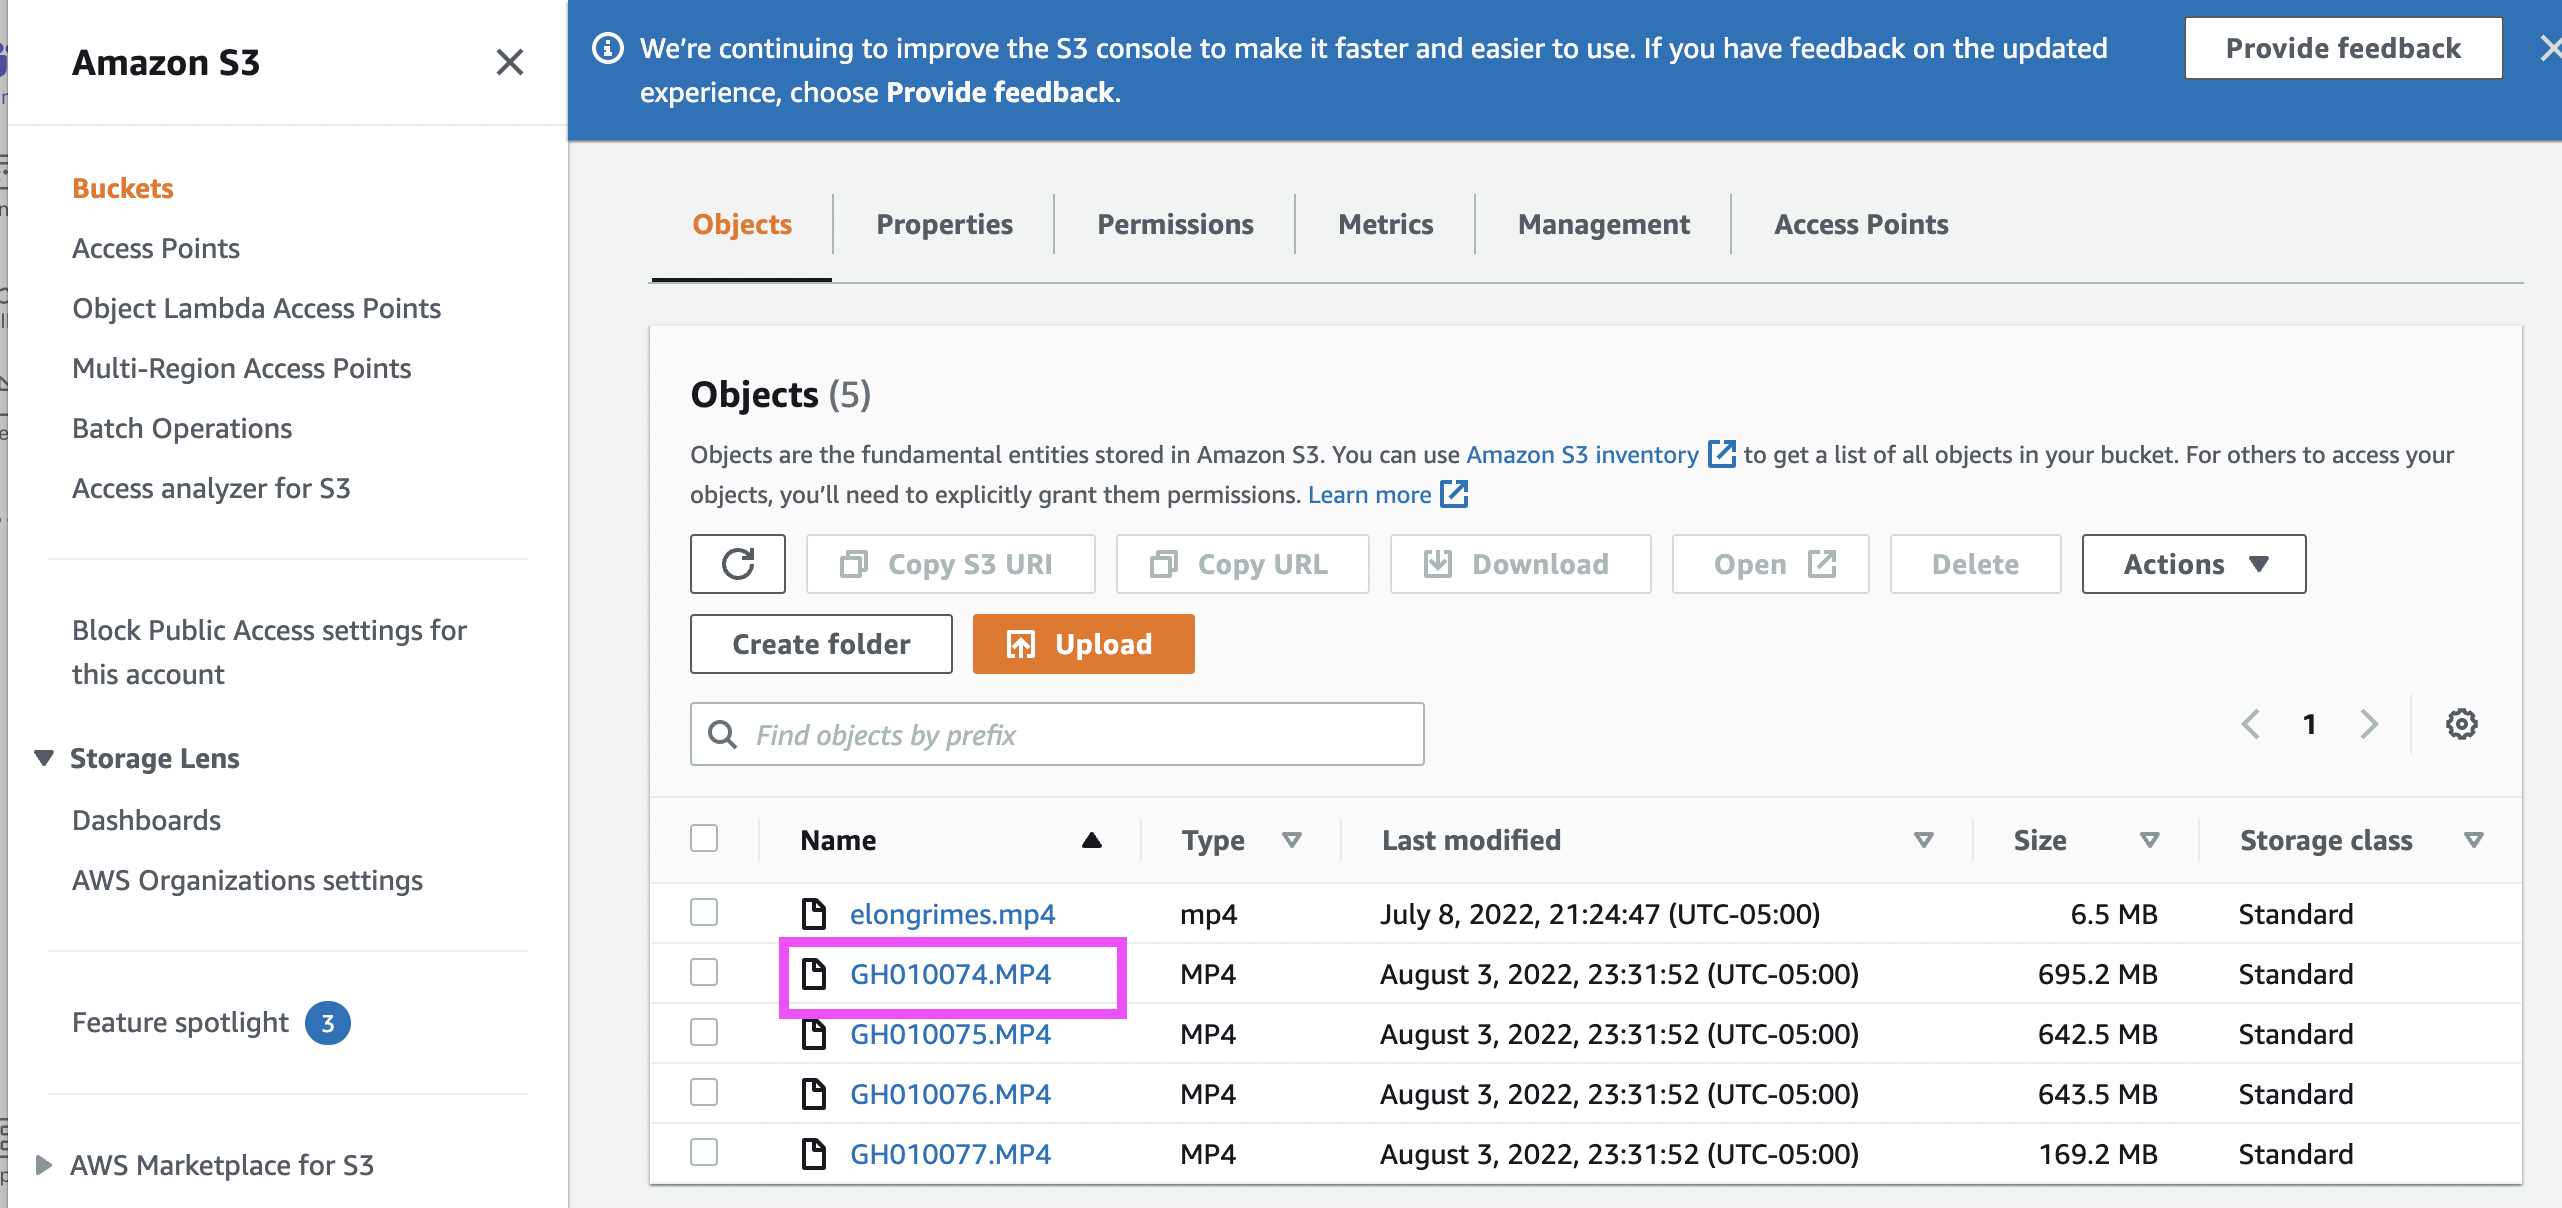 Amazon S3
Buckets
Access Points
Object Lambda Access Points
Multi-Region Access Points
Batch Operations
Access analyzer for S3
Block Public Access settings for
this account
Storage Lens
Dashboards
AWS Organizations settings
Feature spotlight 3
AWS Marketplace for S3
We’re continuing to improve the S3 console to make it faster and easier to use. If you have feedback on the updated
experience, choose Provide feedback.
Provide feedback
Objects Properties Permissions Metrics Management Access Points
Objects (5)
Objects are the fundamental entities stored in Amazon S3. You can use Amazon S3 inventory to get a list of all objects in your bucket. For others to access your
objects, you’ll need to explicitly grant them permissions. Learn more
Copy S3 URI Copy URL Download Open Delete Actions
Create folder Upload
Find objects by prefix 1
Name Type Last modified Size Storage class
elongrimes.mp4 mp4 July 8, 2022, 21:24:47 (UTC-05:00) 6.5 MB Standard
GH010074.MP4 MP4 August 3, 2022, 23:31:52 (UTC-05:00) 695.2 MB Standard
GH010075.MP4 MP4 August 3, 2022, 23:31:52 (UTC-05:00) 642.5 MB Standard
GH010076.MP4 MP4 August 3, 2022, 23:31:52 (UTC-05:00) 643.5 MB Standard
GH010077.MP4 MP4 August 3, 2022, 23:31:52 (UTC-05:00) 169.2 MB Standard